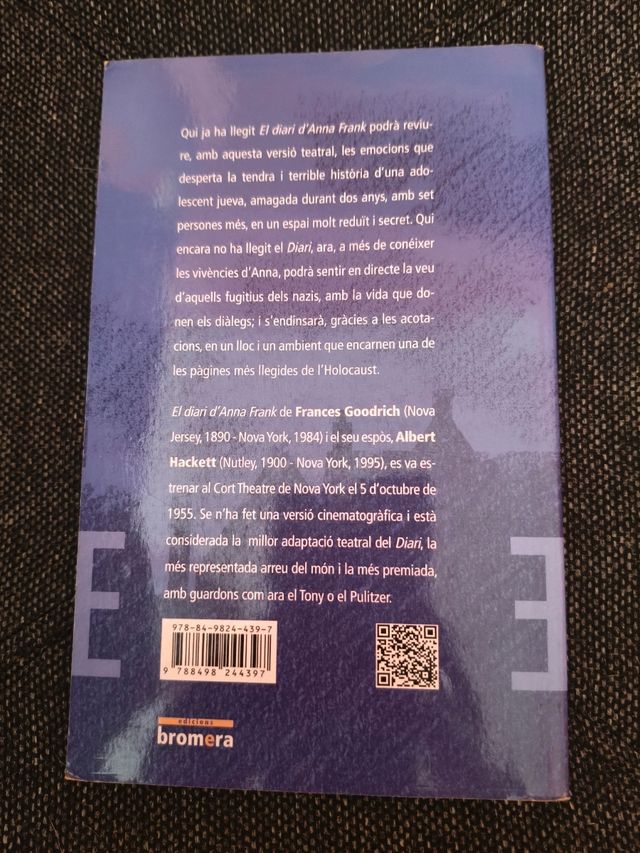 Qui ja ha llegit El diari d'Anna Frank podrà reviu-
re, amb aquesta versió teatral, les emocions que
desperta la tendra i terrible història d'una ado-
lescent jueva, amagada durant dos anys, amb set
persones més, en un espai molt reduït i secret. Qui
encara no ha llegit el Diari, ara, a més de conéixer
les vivències d'Anna, podrà sentir en directe la veu
d'aquells fugitius dels nazis, amb la vida que do-
nen els diàlegs; i s'endinsarà, gràcies a les acota-
cions, en un lloc i un ambient que encarnen una de
les pàgines més llegides de l'Holocaust.
El diari d'Anna Frank de Frances Goodrich (Nova
Jersey, 1890 - Nova York, 1984) i el seu espòs, Albert
Hackett (Nutley, 1900 - Nova York, 1995), es va es-
trenar al Cort Theatre de Nova York el 5 d'octubre de
1955. Se n'ha fet una versió cinematogràfica i està
considerada la millor adaptació teatral del Diari, la
més representada arreu del món i la més premiada,
amb guardons com ara el Tony o el Pulitzer.
E E
978-84-9824-439-7
9 788498 244397
edicions
bromera